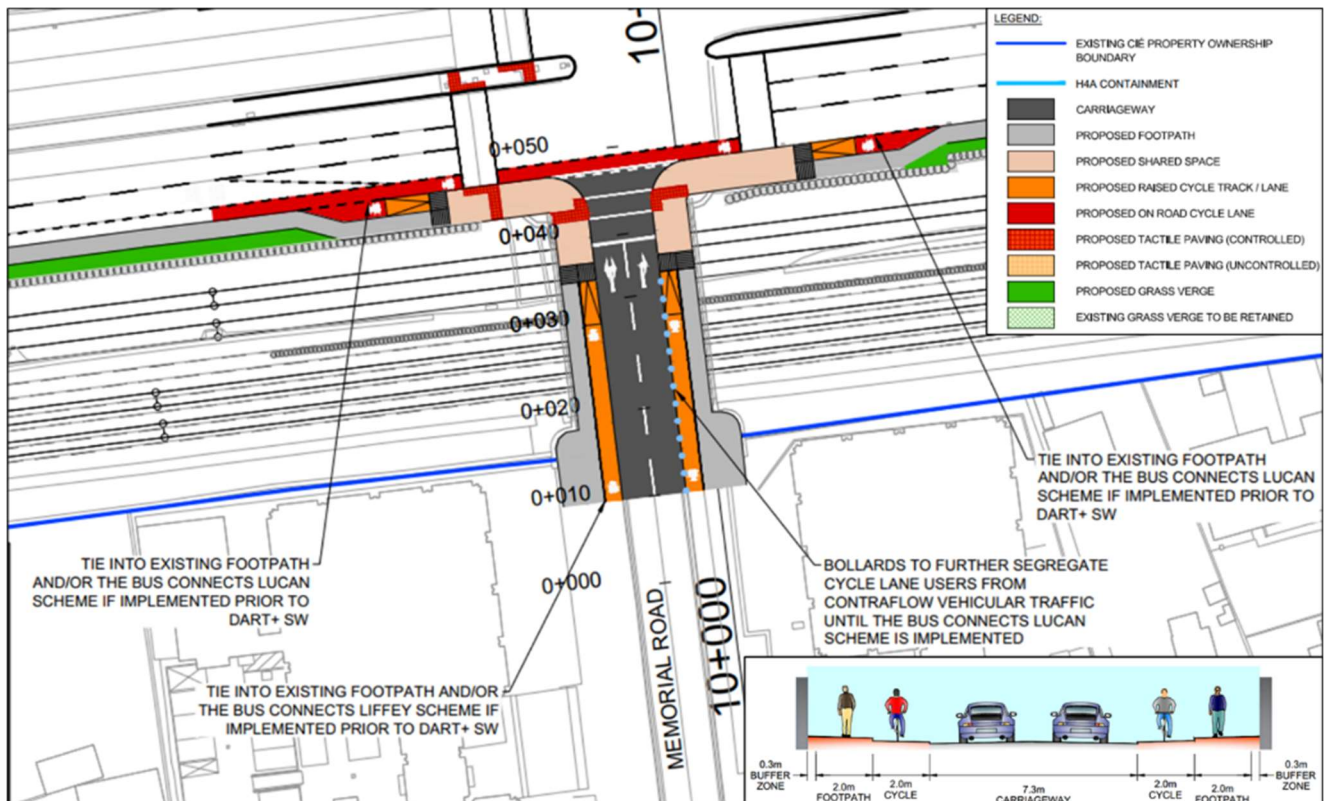 10+
LEGEND:
EXISTING CIÉ PROPERTY OWNERSHIP
BOUNDARY
H4A CONTAINMENT
CARRIAGEWAY
PROPOSED FOOTPATH
PROPOSED SHARED SPACE
PROPOSED RAISED CYCLE TRACK / LANE
PROPOSED ON ROAD CYCLE LANE
PROPOSED TACTILE PAVING (CONTROLLED)
PROPOSED TACTILE PAVING (UNCONTROLLED)
PROPOSED GRASS VERGE
EXISTING GRASS VERGE TO BE RETAINED
0+050
0+040
0+030
0+020
0+010
0+000
TIE INTO EXISTING FOOTPATH
AND/OR THE BUS CONNECTS LUCAN
SCHEME IF IMPLEMENTED PRIOR TO
DART+ SW
TIE INTO EXISTING FOOTPATH
AND/OR THE BUS CONNECTS LUCAN
SCHEME IF IMPLEMENTED PRIOR TO
DART+ SW
BOLLARDS TO FURTHER SEGREGATE
CYCLE LANE USERS FROM
CONTRAFLOW VEHICULAR TRAFFIC
UNTIL THE BUS CONNECTS LUCAN
SCHEME IS IMPLEMENTED
TIE INTO EXISTING FOOTPATH AND/OR
THE BUS CONNECTS LIFFEY SCHEME IF
IMPLEMENTED PRIOR TO DART+ SW
MEMORIAL ROAD
10+000
0.3m
BUFFER
ZONE
2.0m
FOOTPATH
2.0m
CYCLE
7.3m
CARRIAGEWAY
2.0m
CYCLE
2.0m
FOOTPATH
0.3m
BUFFER
ZONE